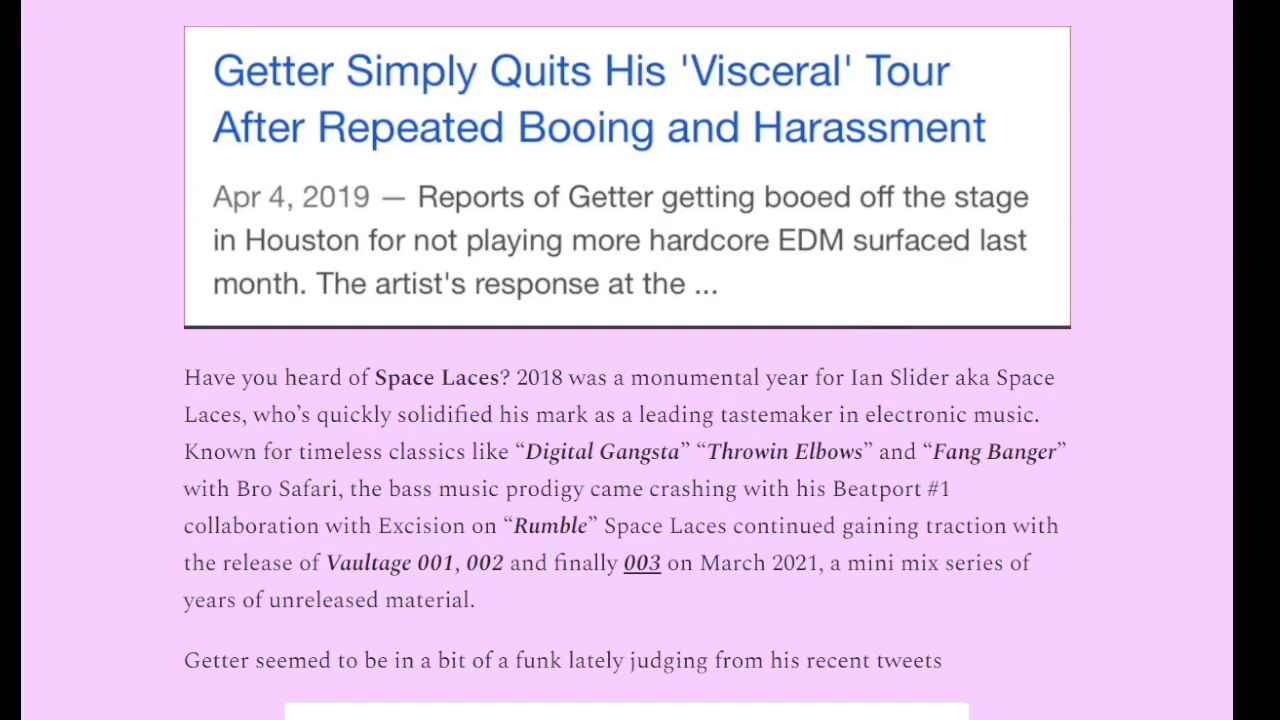 Getter Simply Quits His 'Visceral' Tour
After Repeated Booing and Harassment
Apr 4, 2019 — Reports of Getter getting booed off the stage
in Houston for not playing more hardcore EDM surfaced last
month. The artist's response at the ...
Have you heard of Space Laces? 2018 was a monumental year for Ian Slider aka Space
Laces, who’s quickly solidified his mark as a leading tastemaker in electronic music.
Known for timeless classics like “Digital Gangsta” “Throwin Elbows” and “Fang Banger”
with Bro Safari, the bass music prodigy came crashing with his Beatport #1
collaboration with Excision on “Rumble” Space Laces continued gaining traction with
the release of Vaultage 001, 002 and finally 003 on March 2021, a mini mix series of
years of unreleased material.
Getter seemed to be in a bit of a funk lately judging from his recent tweets